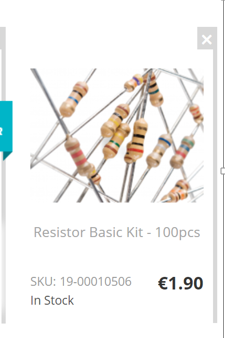 Resistor Basic Kit - 100pcs
SKU: 19-00010506
€1.90
In Stock